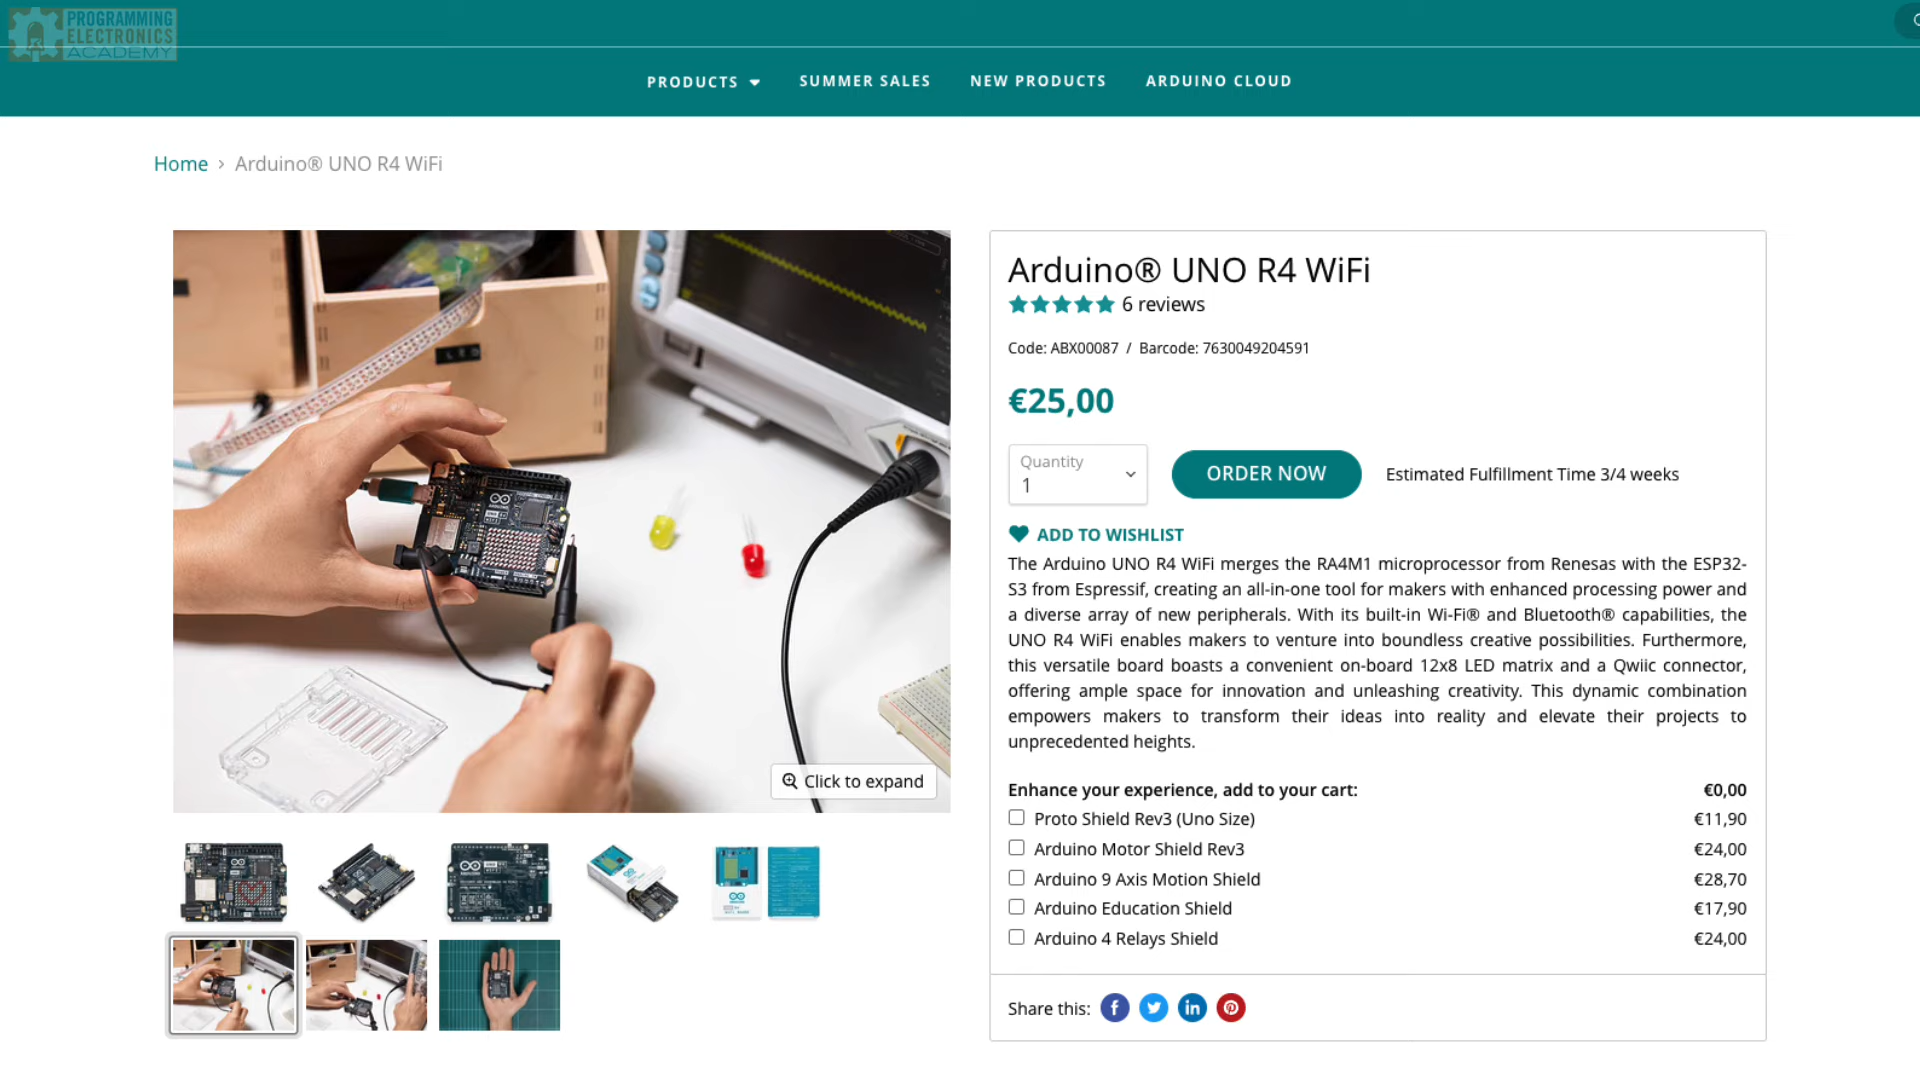 PROGRAMMING
ELECTRONICS
ACADEMY
PRODUCTS
SUMMER SALES
NEW PRODUCTS
ARDUINO CLOUD
Home › Arduino® UNO R4 WiFi
LED
Click to expand
Arduino® UNO R4 WiFi
6 reviews
Code: ABX00087 / Barcode: 7630049204591
€25,00
Quantity
1
ORDER NOW
Estimated Fulfillment Time 3/4 weeks
ADD TO WISHLIST
The Arduino UNO R4 WiFi merges the RA4M1 microprocessor from Renesas with the ESP32-
S3 from Espressif, creating an all-in-one tool for makers with enhanced processing power and
a diverse array of new peripherals. With its built-in Wi-Fi® and Bluetooth® capabilities, the
UNO R4 WiFi enables makers to venture into boundless creative possibilities. Furthermore,
this versatile board boasts a convenient on-board 12x8 LED matrix and a Qwiic connector,
offering ample space for innovation and unleashing creativity. This dynamic combination
empowers makers to transform their ideas into reality and elevate their projects to
unprecedented heights.
Enhance your experience, add to your cart: €0,00
Proto Shield Rev3 (Uno Size) €11,90
Arduino Motor Shield Rev3 €24,00
Arduino 9 Axis Motion Shield €28,70
Arduino Education Shield €17,90
Arduino 4 Relays Shield €24,00
Share this: